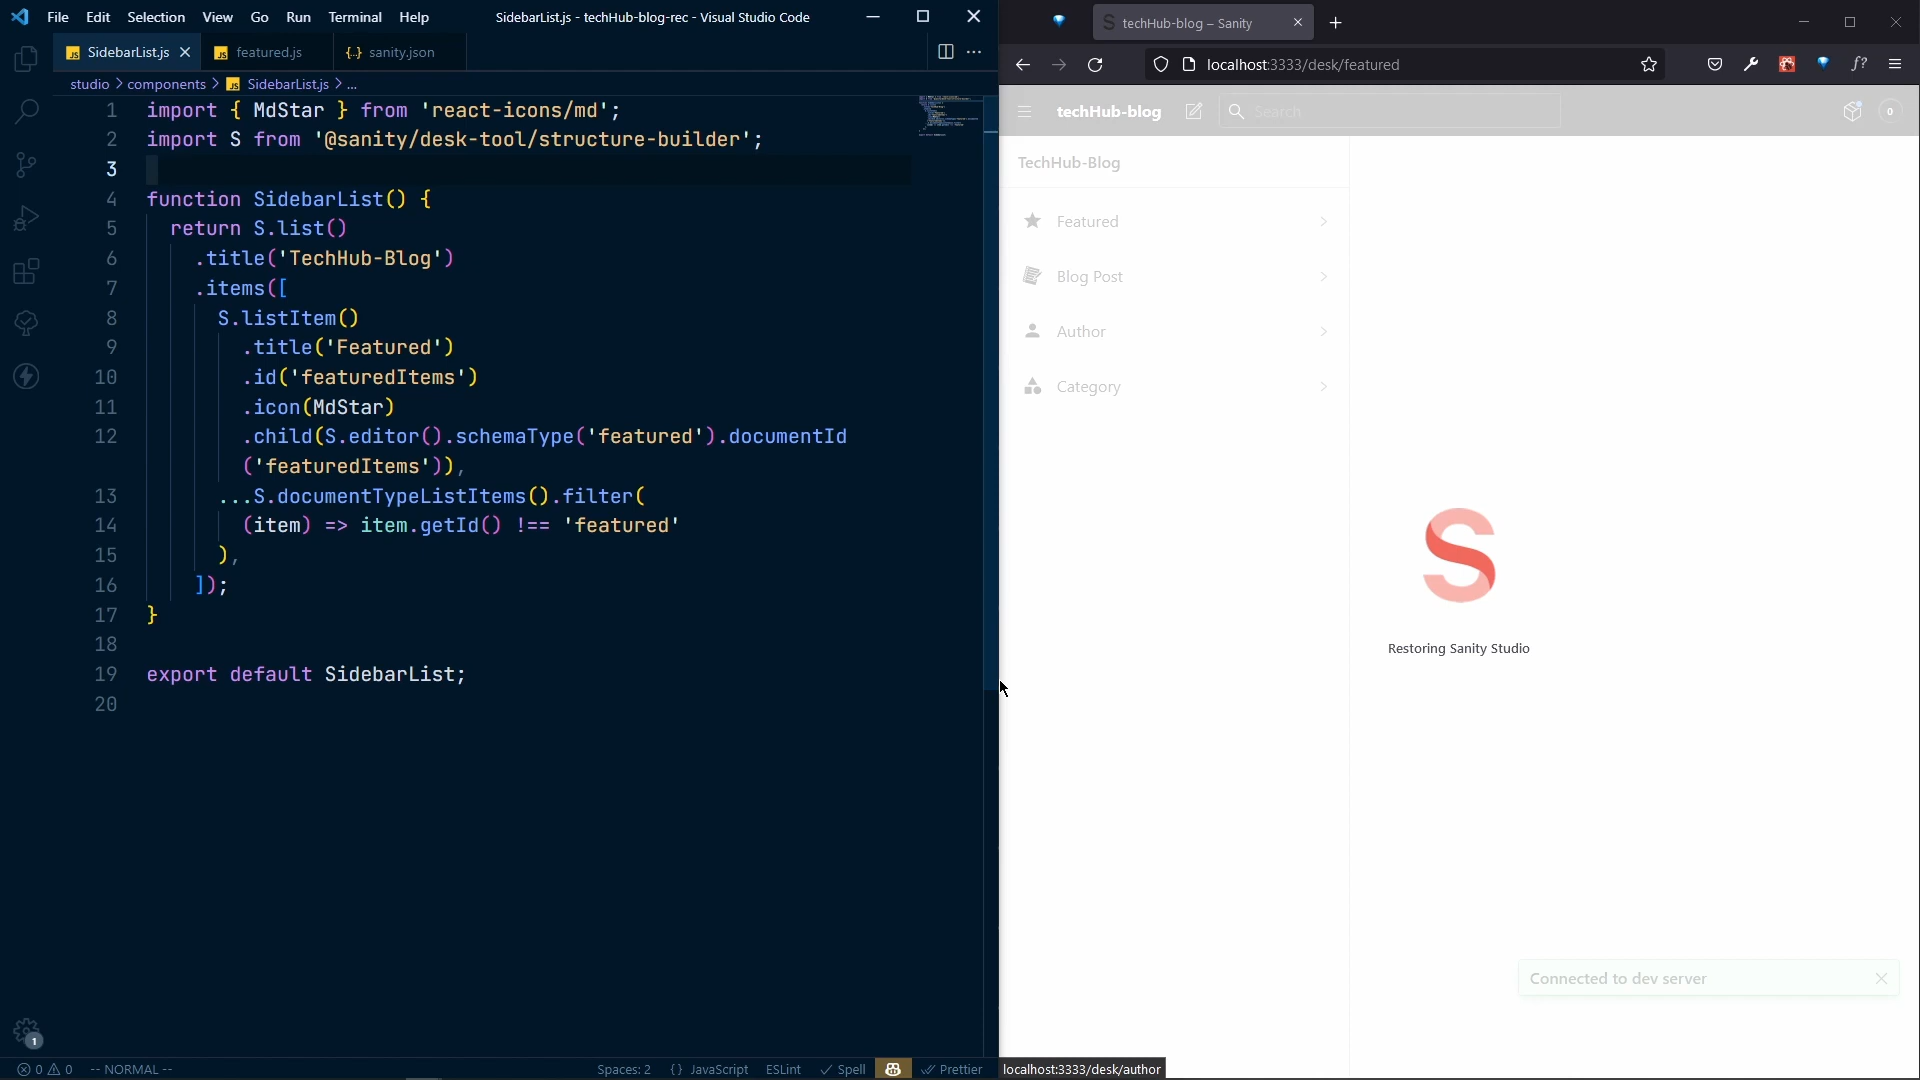 File Edit Selection View Go Run Terminal Help
SidebarList.js - techHub-blog-rec - Visual Studio Code
SidebarList.js
featured.js
sanity.json
studio > components > SidebarList.js > ...
1 import { MdStar } from 'react-icons/md';
2 import S from '@sanity/desk-tool/structure-builder';
3
4 function SidebarList() {
5 return S.list()
6 .title('TechHub-Blog')
7 .items([
8 S.listItem()
9 .title('Featured')
10 .id('featuredItems')
11 .icon(MdStar)
12 .child(S.editor().schemaType('featured').documentId
('featuredItems')),
13 ...S.documentTypeListItems().filter(
14 (item) => item.getId() !== 'featured'
15 ),
16 ]);
17 }
18
19 export default SidebarList;
20
1
0 0 -- NORMAL -- Spaces: 2 {} JavaScript ESLint Spell Prettier
techHub-blog – Sanity
localhost:3333/desk/featured
f?
techHub-blog
Search
0
TechHub-Blog
Featured
Blog Post
Author
Category
Restoring Sanity Studio
Connected to dev server
localhost:3333/desk/author